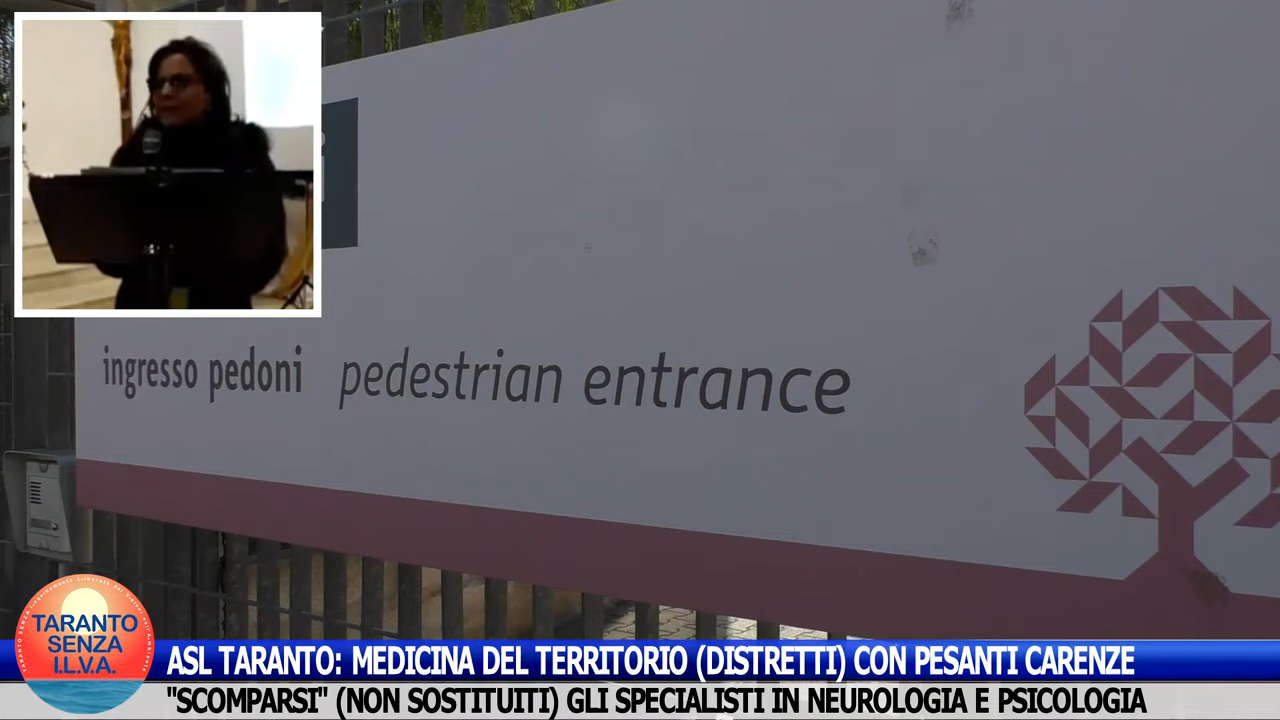 ingresso pedoni pedestrian entrance
TARANTO
SENZA
I.L.V.A.
ASL TARANTO: MEDICINA DEL TERRITORIO (DISTRETTI) CON PESANTI CARENZE
"SCOMPARSI" (NON SOSTITUITI) GLI SPECIALISTI IN NEUROLOGIA E PSICOLOGIA